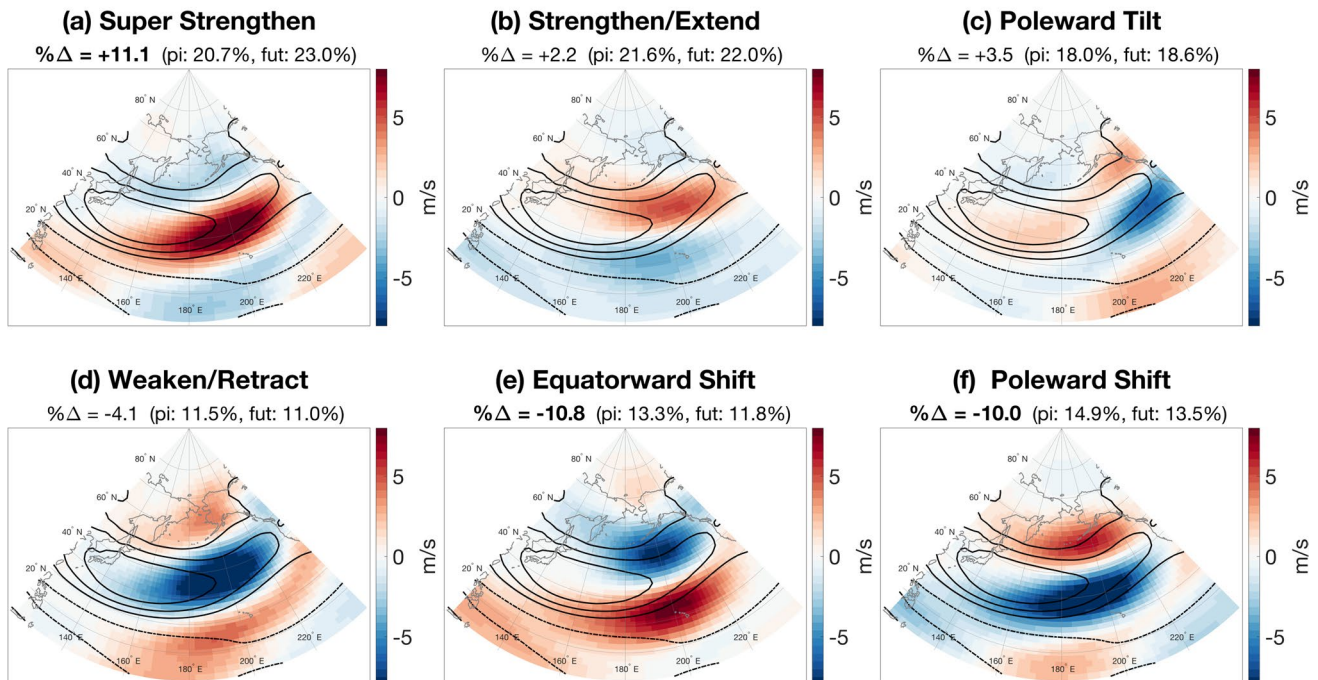 (a) Super Strengthen
%Δ = +11.1 (pi: 20.7%, fut: 23.0%)
80° N
60° N
40° N
20° N
140° E
160° E
180° E
200° E
220° E
5
0
-5
m/s
(b) Strengthen/Extend
%Δ = +2.2 (pi: 21.6%, fut: 22.0%)
80° N
60° N
40° N
20° N
140° E
160° E
180° E
200° E
220° E
5
0
-5
m/s
(c) Poleward Tilt
%Δ = +3.5 (pi: 18.0%, fut: 18.6%)
80° N
60° N
40° N
20° N
140° E
160° E
180° E
200° E
220° E
5
0
-5
m/s
(d) Weaken/Retract
%Δ = -4.1 (pi: 11.5%, fut: 11.0%)
80° N
60° N
40° N
20° N
140° E
160° E
180° E
200° E
220° E
5
0
-5
m/s
(e) Equatorward Shift
%Δ = -10.8 (pi: 13.3%, fut: 11.8%)
80° N
60° N
40° N
20° N
140° E
160° E
180° E
200° E
220° E
5
0
-5
m/s
(f) Poleward Shift
%Δ = -10.0 (pi: 14.9%, fut: 13.5%)
80° N
60° N
40° N
20° N
140° E
160° E
180° E
200° E
220° E
5
0
-5
m/s